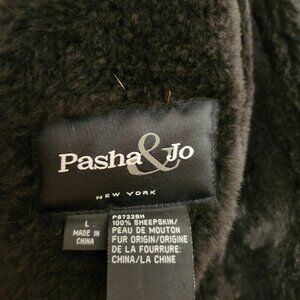 Pasha & Jo
NEW YORK
L
MADE IN
CHINA
P8722SH
100% SHEEPSKIN/
PEAU DE MOUTON
FUR ORIGIN/ORIGINE
DE LA FOURRURE:
CHINA/LA CHINE